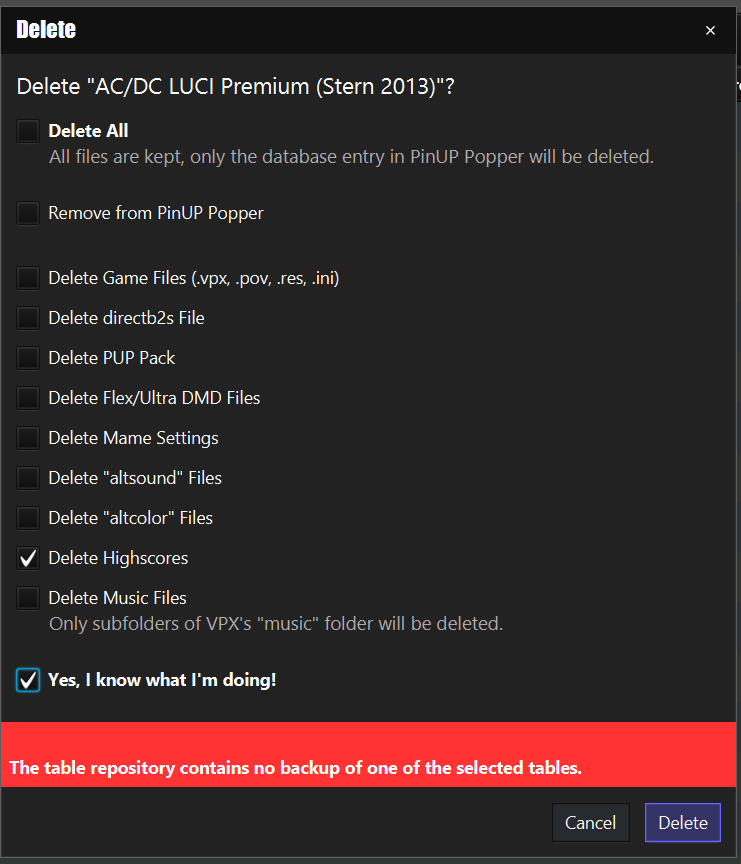 Delete
Delete "AC/DC LUCI Premium (Stern 2013)"?
Delete All
All files are kept, only the database entry in PinUP Popper will be deleted.
Remove from PinUP Popper
Delete Game Files (.vpx, .pov, .res, .ini)
Delete directb2s File
Delete PUP Pack
Delete Flex/Ultra DMD Files
Delete Mame Settings
Delete "altsound" Files
Delete "altcolor" Files
Delete Highscores
Delete Music Files
Only subfolders of VPX's "music" folder will be deleted.
Yes, I know what I'm doing!
The table repository contains no backup of one of the selected tables.
Cancel
Delete